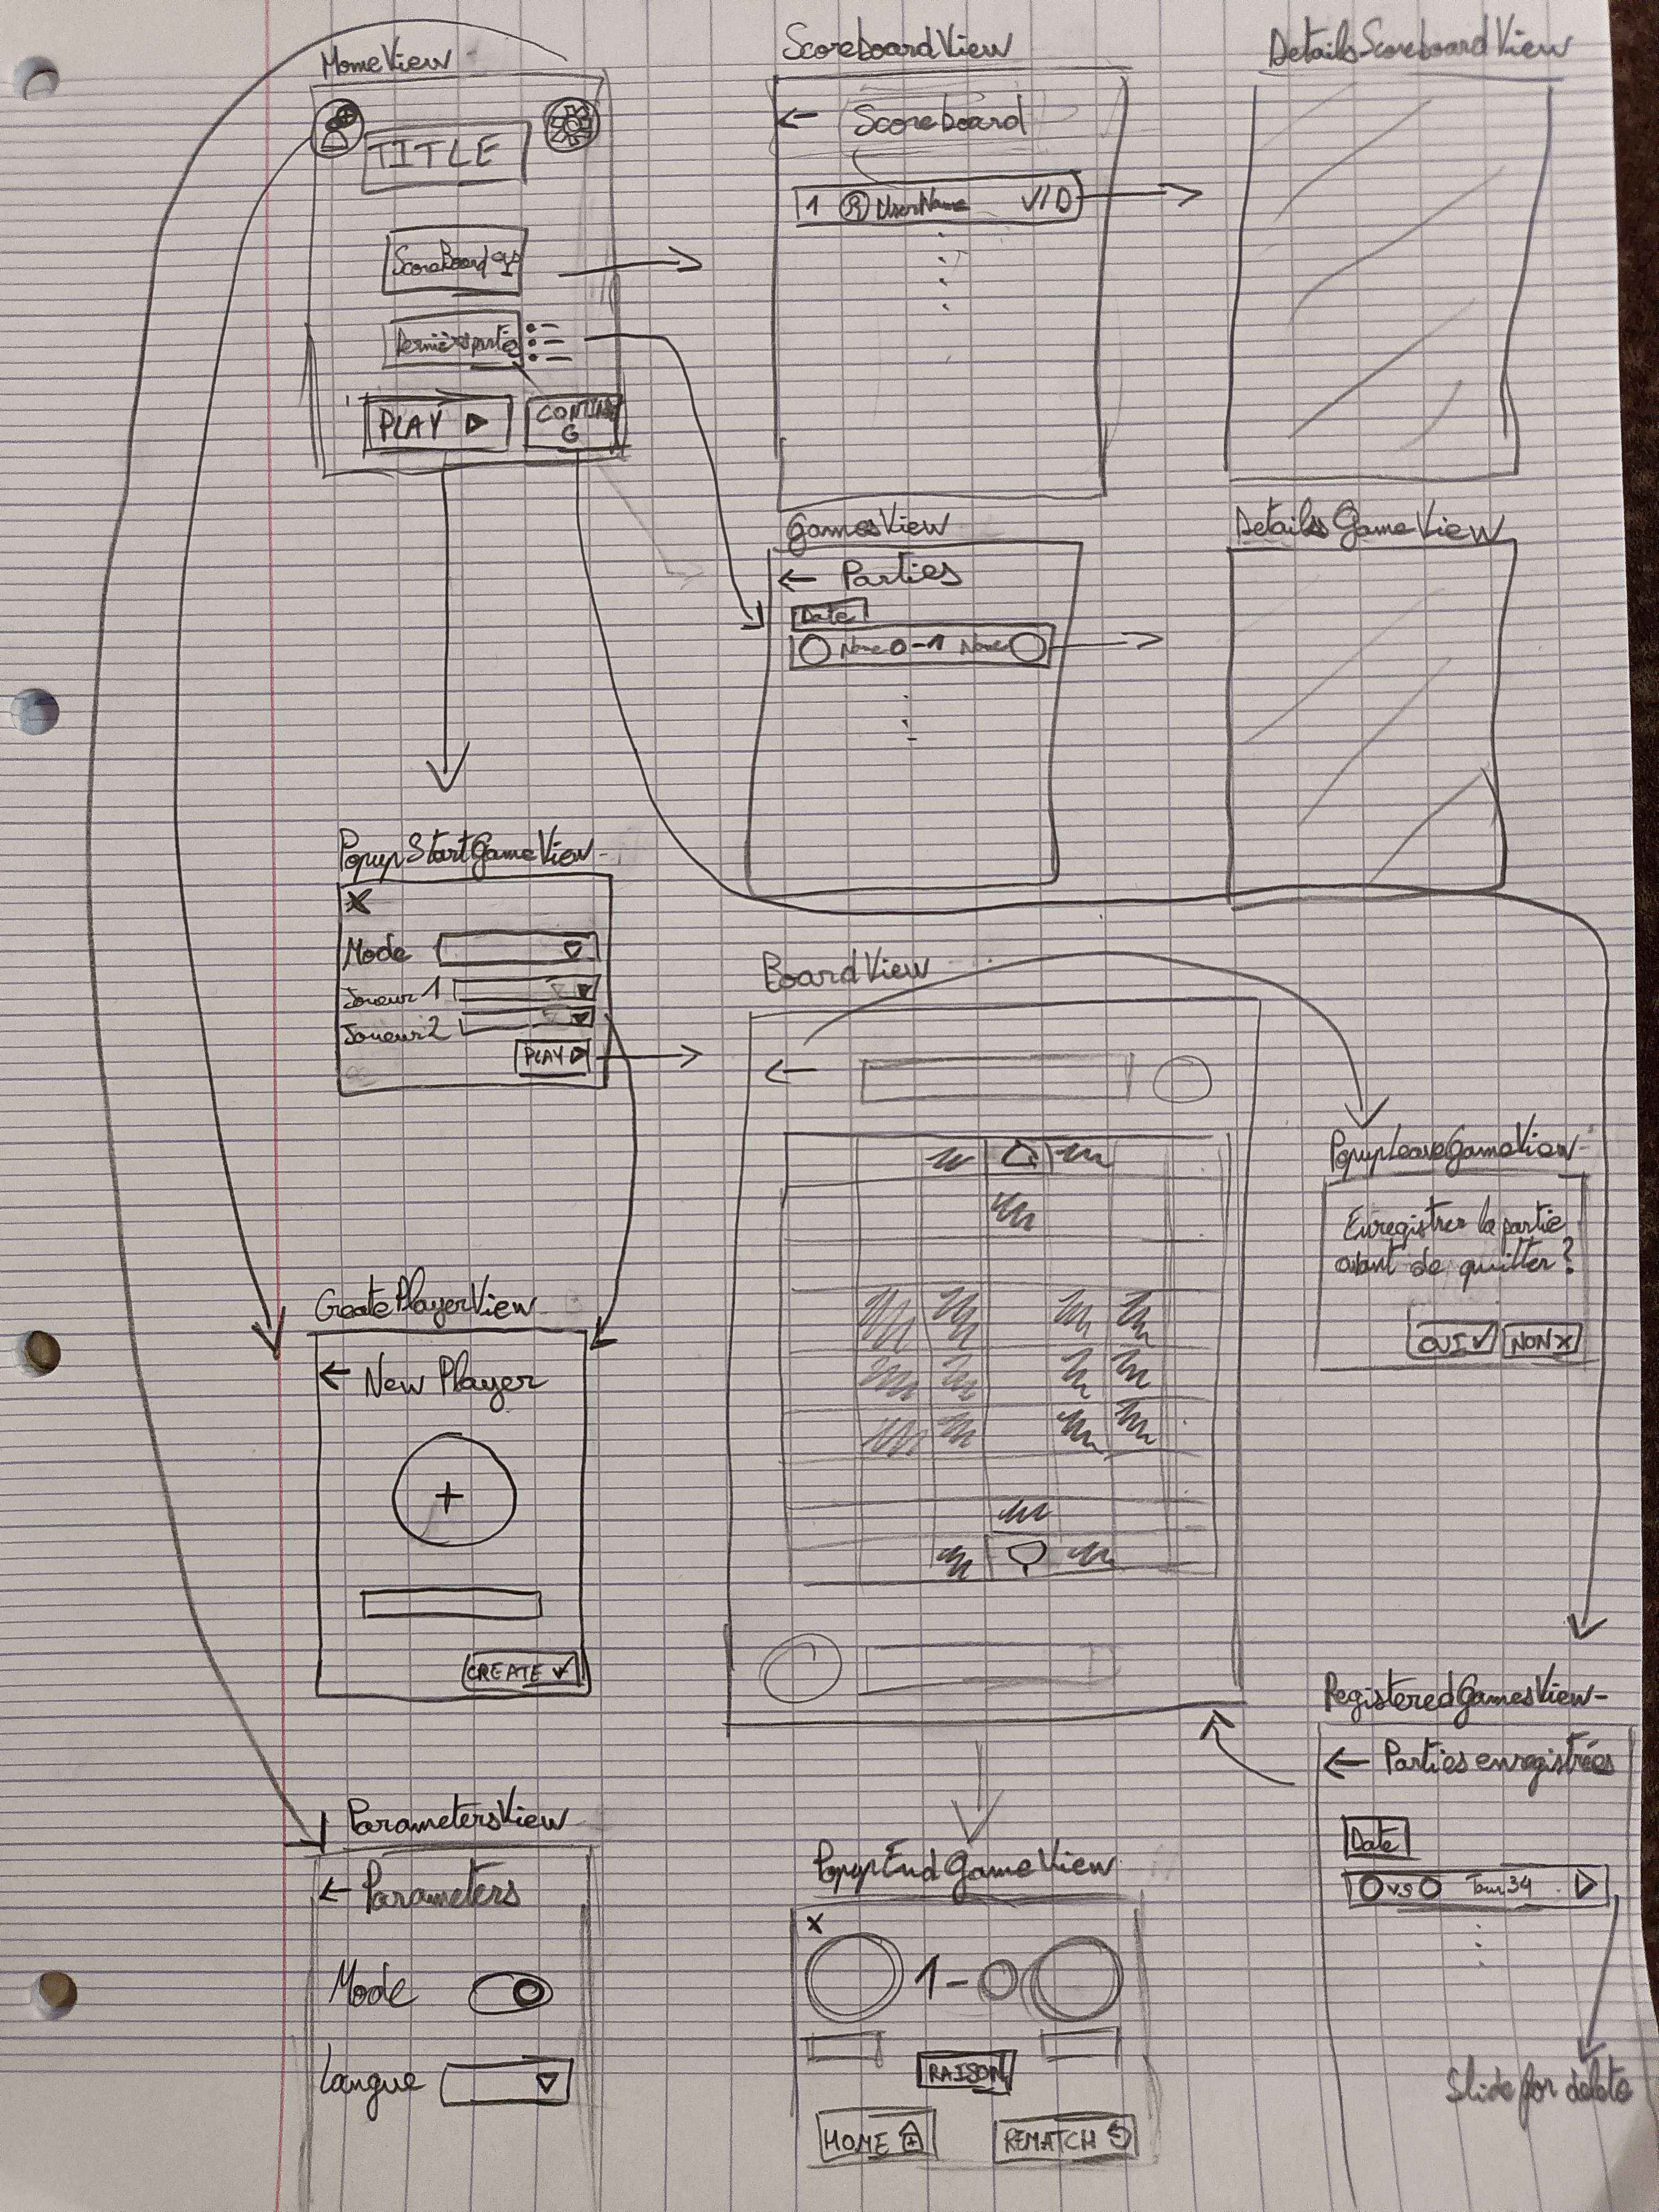 HomeView
TITLE
ScoreBoard
Dernières parties
PLAY
ScoreboardView
Scoreboard
1 UserName V/D
DetailsScoreboardView
GamesView
Parties
Date
Name 0-1 Name
DetailsGameView
PopupStartGameView
X
Mode
Joueur 1
Joueur 2
PLAY
BoardView
PopupLeaveGameView
Enregistrer la partie
avant de quitter?
OUI NON X
CreatePlayerView
New Player
+
CREATE
RegisteredGamesView
Parties enregistrées
Date
vs Tour 34
Slide for delete
ParametersView
Parameters
Mode
Langue
PopupEndGameView
X
1-0
RAISON
HOME REMATCH